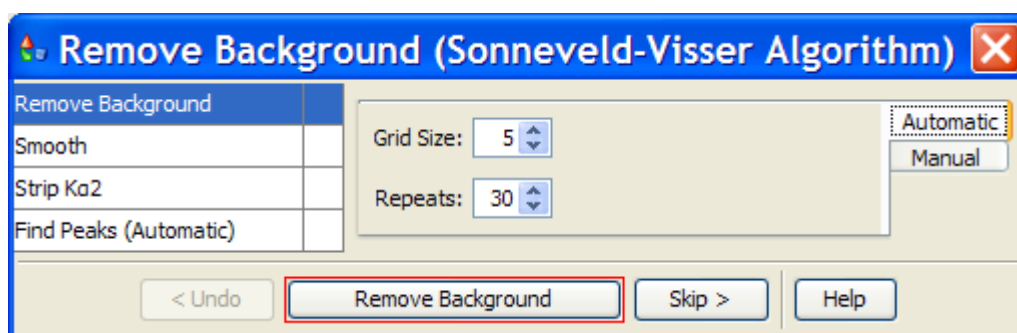 Remove Background (Sonneveld-Visser Algorithm)
Remove Background
Smooth
Strip Kα2
Find Peaks (Automatic)
Grid Size: 5
Repeats: 30
Automatic
Manual
< Undo
Remove Background
Skip >
Help